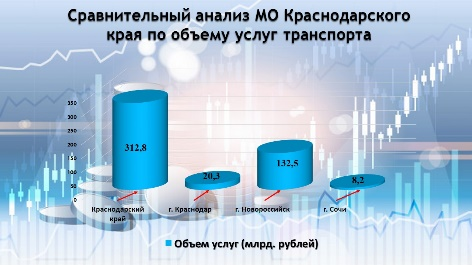 Сравнительный анализ МО Краснодарского
края по объему услуг транспорта
350
300
250
200
150
100
50
0
312,8
20,3
132,5
8,2
Краснодарский
край
г. Краснодар
г. Новороссийск
г. Сочи
Объем услуг (млрд. рублей)